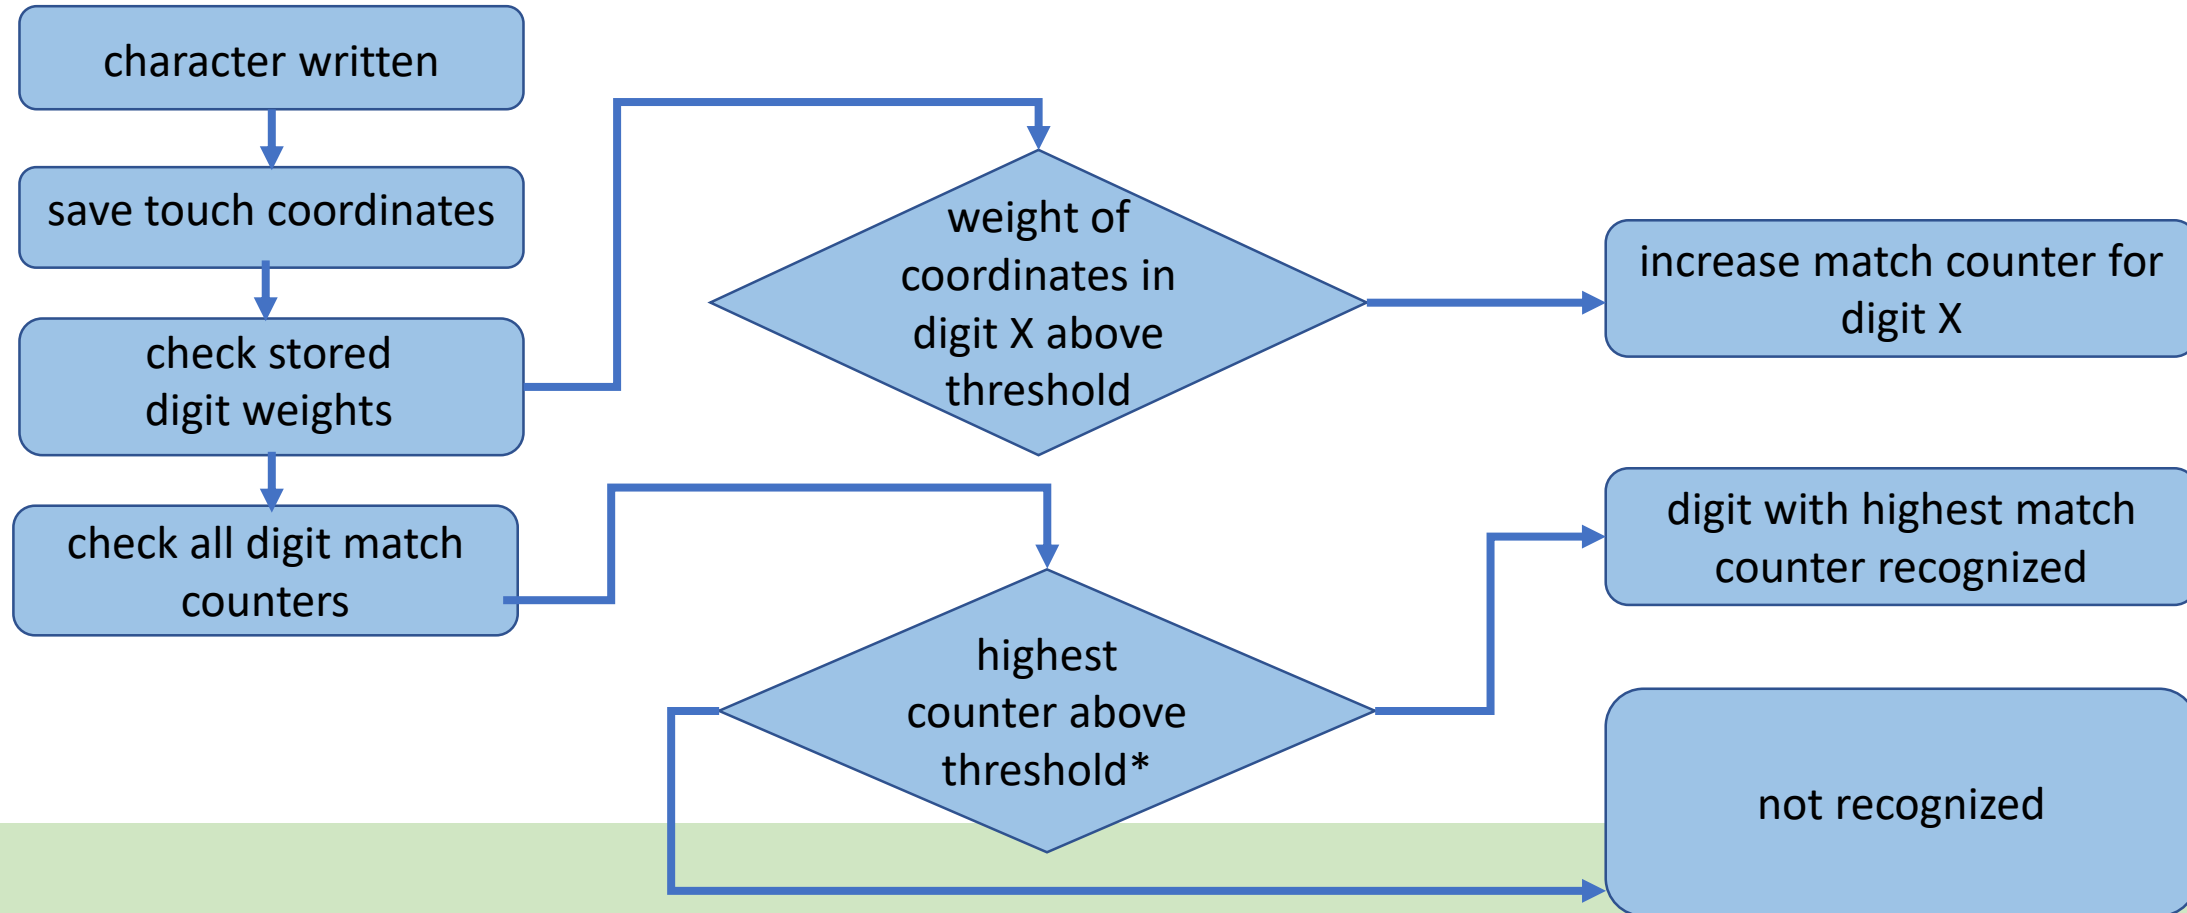 character written
save touch coordinates
check stored
digit weights
check all digit match
counters
weight of
coordinates in
digit X above
threshold
increase match counter for
digit X
highest
counter above
threshold*
digit with highest match
counter recognized
not recognized